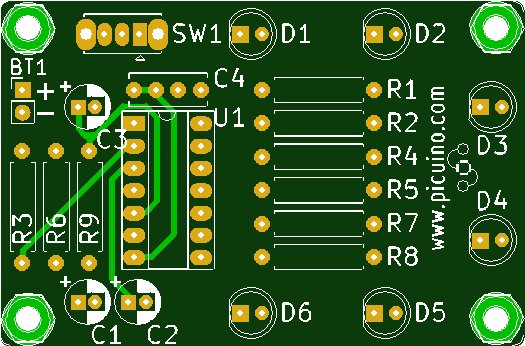 SW1
D1
D2
BT1
+
+
C4
R1
−
C3
U1
R2
D3
R4
R5
R3
R6
R9
www.picuino.com
D4
R7
R8
+
+
C1
C2
D6
D5